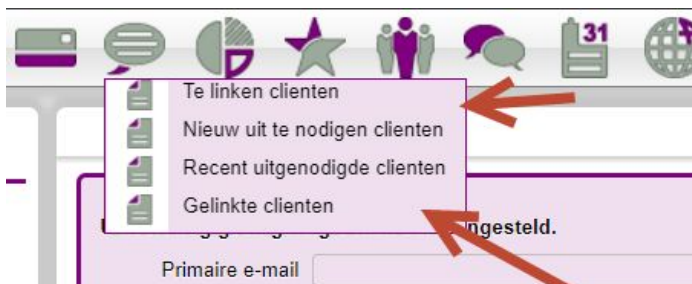 31
Te linken clienten
Nieuw uit te nodigen clienten
Recent uitgenodigde clienten
Gelinkte clienten
ngesteld.
Primaire e-mail